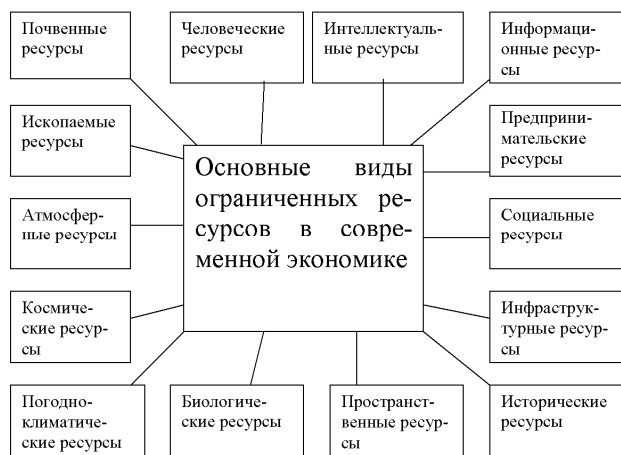 Почвенные
ресурсы
Человеческие
ресурсы
Интеллектуаль-
ные ресурсы
Информаци-
онные ресур-
сы
Ископаемые
ресурсы
Предприни-
мательские
ресурсы
Основные виды
ограниченных ре-
сурсов в совре-
менной экономике
Атмосфер-
ные ресурсы
Социальные
ресурсы
Космиче-
ские ресур-
сы
Инфраструк-
турные ресур-
сы
Погодно-
климатиче-
ские ресурсы
Биологиче-
ские ресурсы
Пространст-
венные ресур-
сы
Исторические
ресурсы